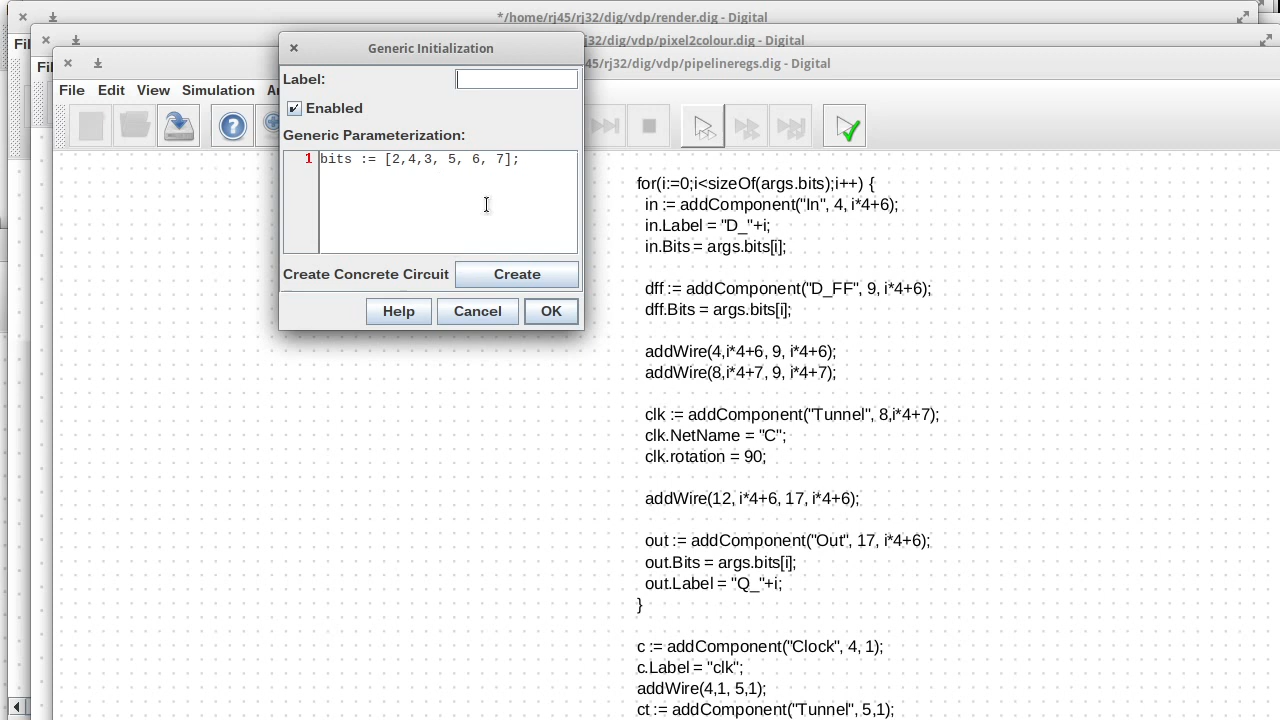 */home/rj45/rj32/dig/vdp/render.dig - Digital
Fil
32/dig/vdp/pixel2colour.dig - Digital
Fil
45/rj32/dig/vdp/pipelineregs.dig - Digital
File Edit View Simulation A
Generic Initialization
Label:
Enabled
Generic Parameterization:
1 bits := [2,4,3, 5, 6, 7];
Create Concrete Circuit Create
Help Cancel OK
for(i:=0;i<sizeOf(args.bits);i++) {
in := addComponent("In", 4, i*4+6);
in.Label = "D_"+i;
in.Bits = args.bits[i];
dff := addComponent("D_FF", 9, i*4+6);
dff.Bits = args.bits[i];
addWire(4,i*4+6, 9, i*4+6);
addWire(8,i*4+7, 9, i*4+7);
clk := addComponent("Tunnel", 8,i*4+7);
clk.NetName = "C";
clk.rotation = 90;
addWire(12, i*4+6, 17, i*4+6);
out := addComponent("Out", 17, i*4+6);
out.Bits = args.bits[i];
out.Label = "Q_"+i;
}
c := addComponent("Clock", 4, 1);
c.Label = "clk";
addWire(4,1, 5,1);
ct := addComponent("Tunnel", 5,1);